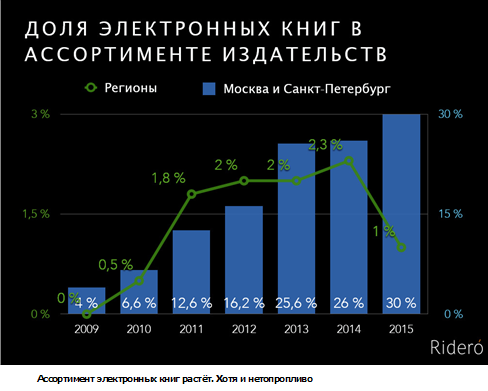 ДОЛЯ ЭЛЕКТРОННЫХ КНИГ В
АССОРТИМЕНТЕ ИЗДАТЕЛЬСТВ
Регионы Москва и Санкт-Петербург
3 % 30 %
2,3 %
2 % 2 %
1,8 %
1,5 % 15 %
1 %
0,5 %
0 %
4 % 6,6 % 12,6 % 16,2 % 25,6 % 26 % 30 %
0 % 0 %
2009 2010 2011 2012 2013 2014 2015
Rideró
Ассортимент электронных книг растёт. Хотя и нетопропливо